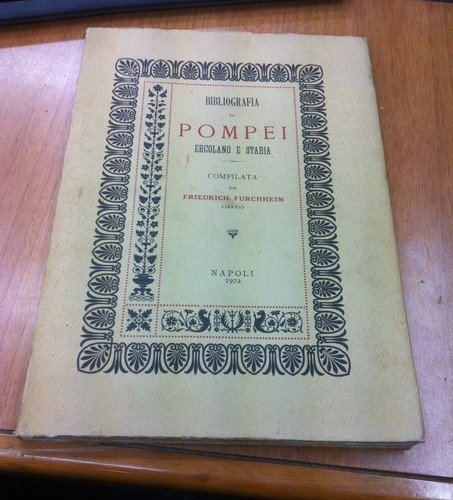 BIBLIOGRAFIA
DI
POMPEI
ERCOLANO E STABIA
COMPILATA
DA
FRIEDRICH FURCHHEIM
LIBRAIO
NAPOLI
1972